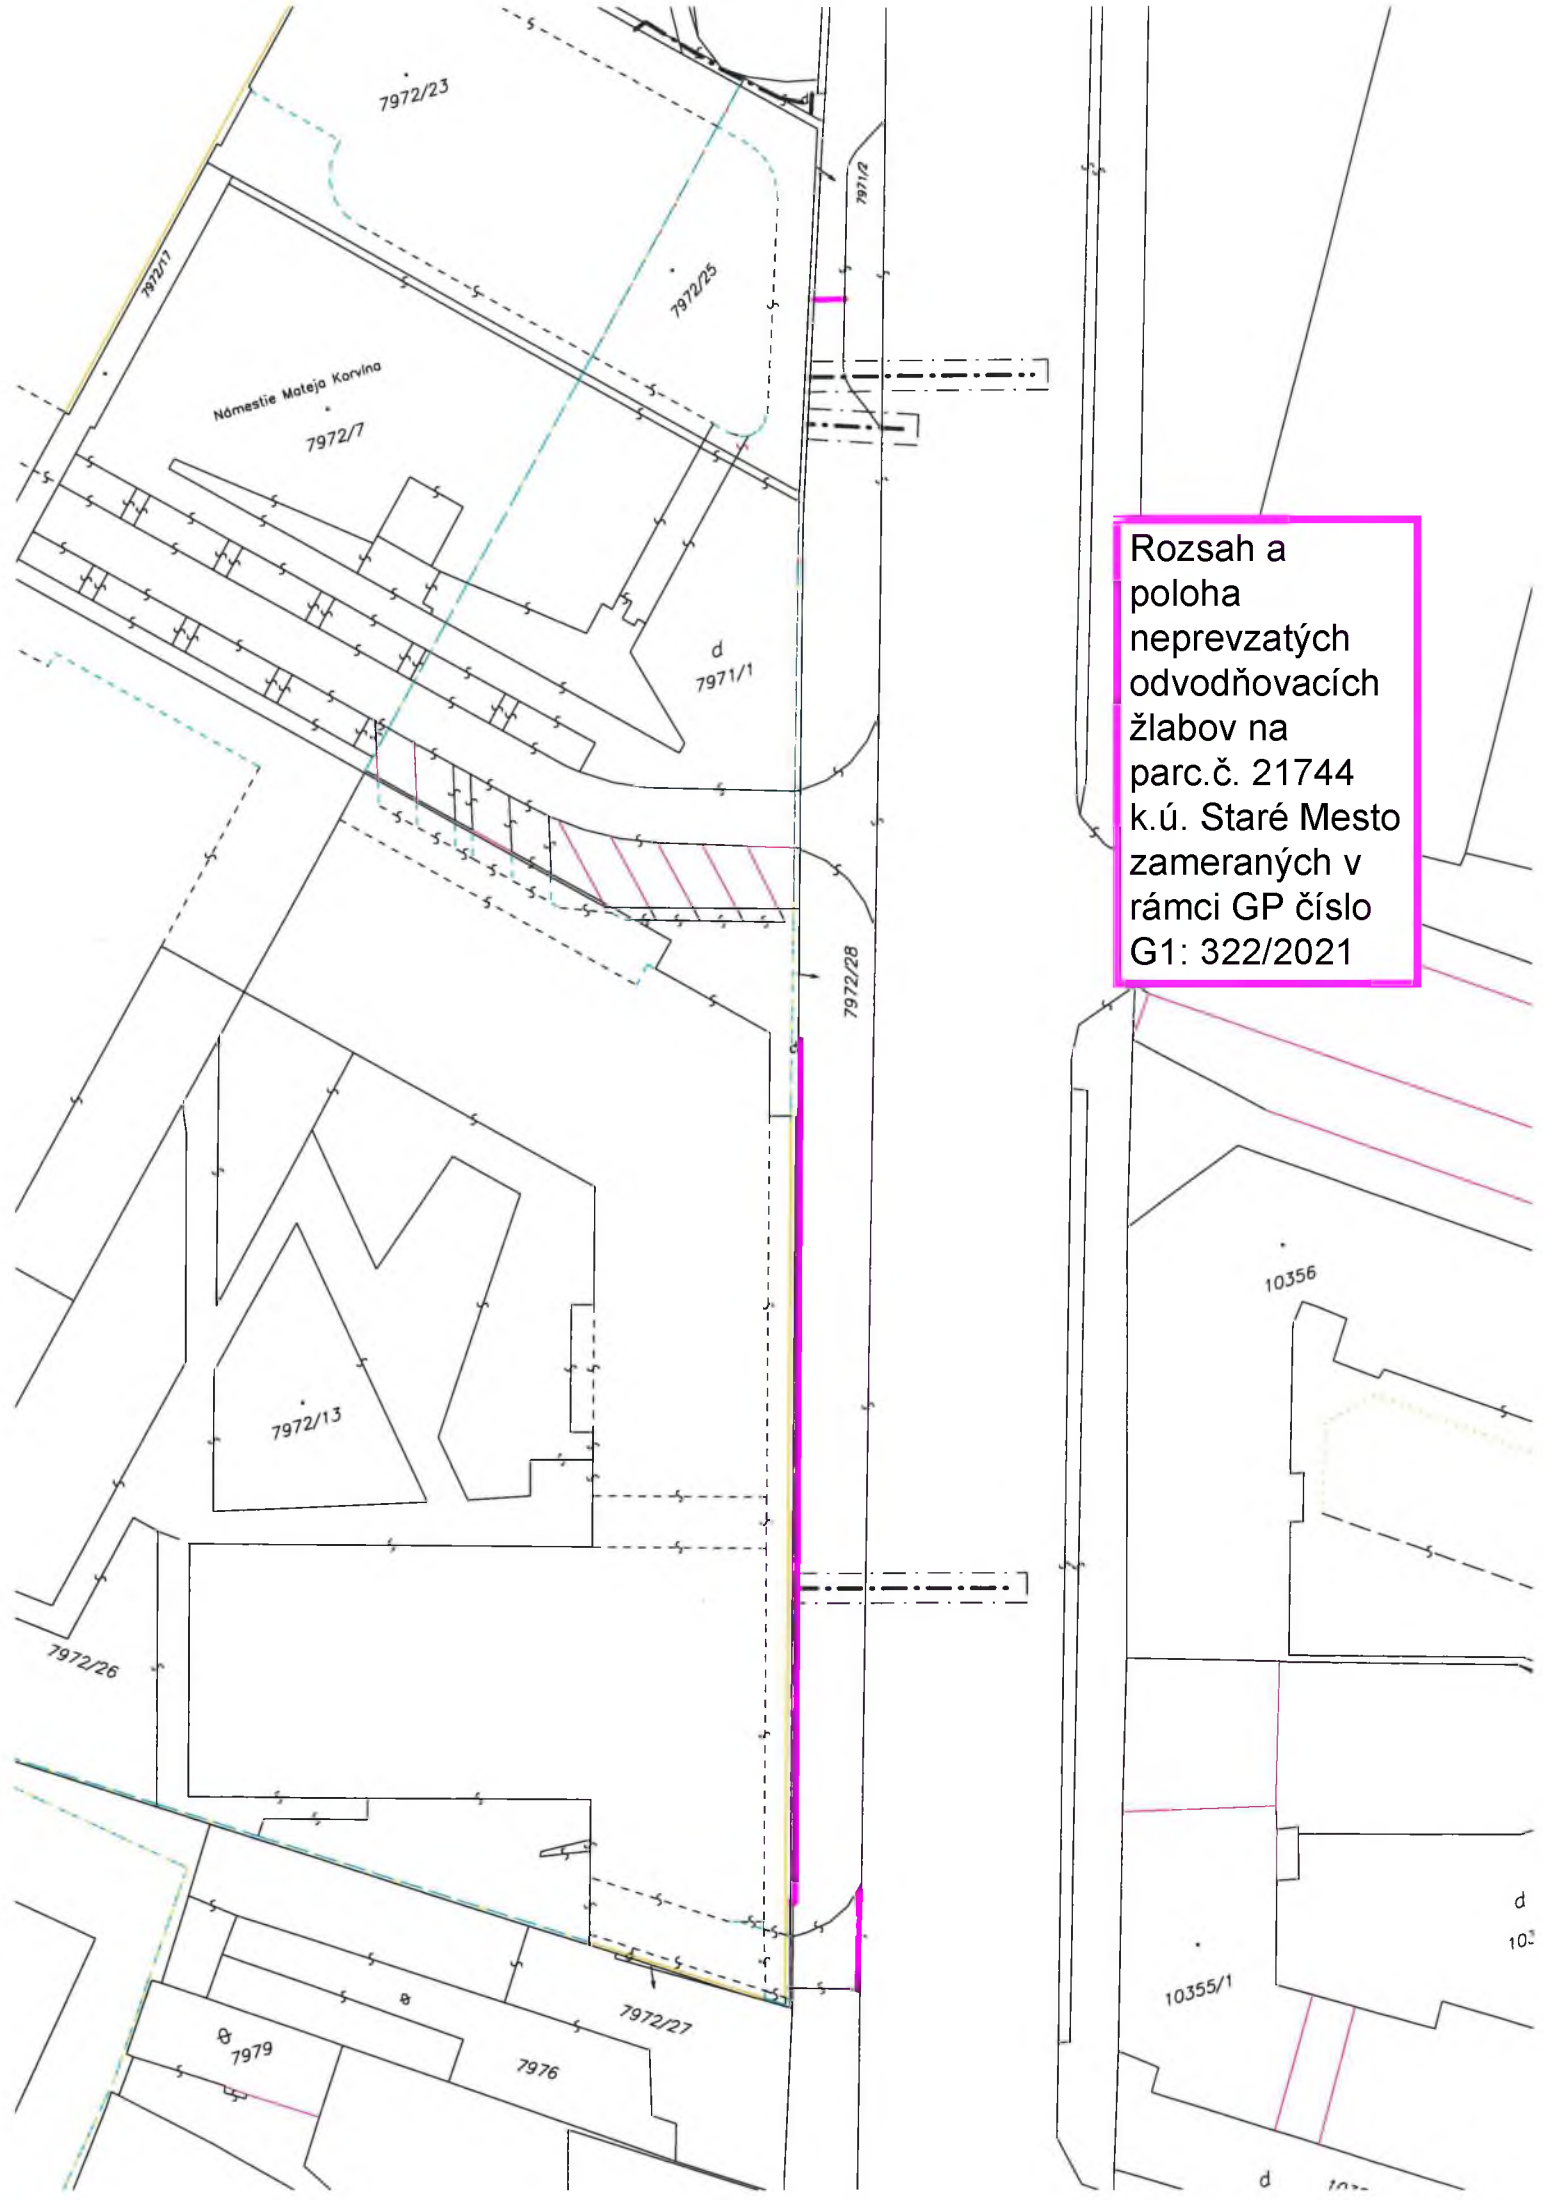 7972/23
7971/2
7972/17
7972/25
Námestie Mateja Korvína
7972/7
d
7971/1
Rozsah a
poloha
neprevzatých
odvodňovacích
žlabov na
parc.č. 21744
k.ú. Staré Mesto
zameraných v
rámci GP číslo
G1: 322/2021
7972/28
10356
7972/13
7972/26
d
10355/1
7972/27
7979
7976
d